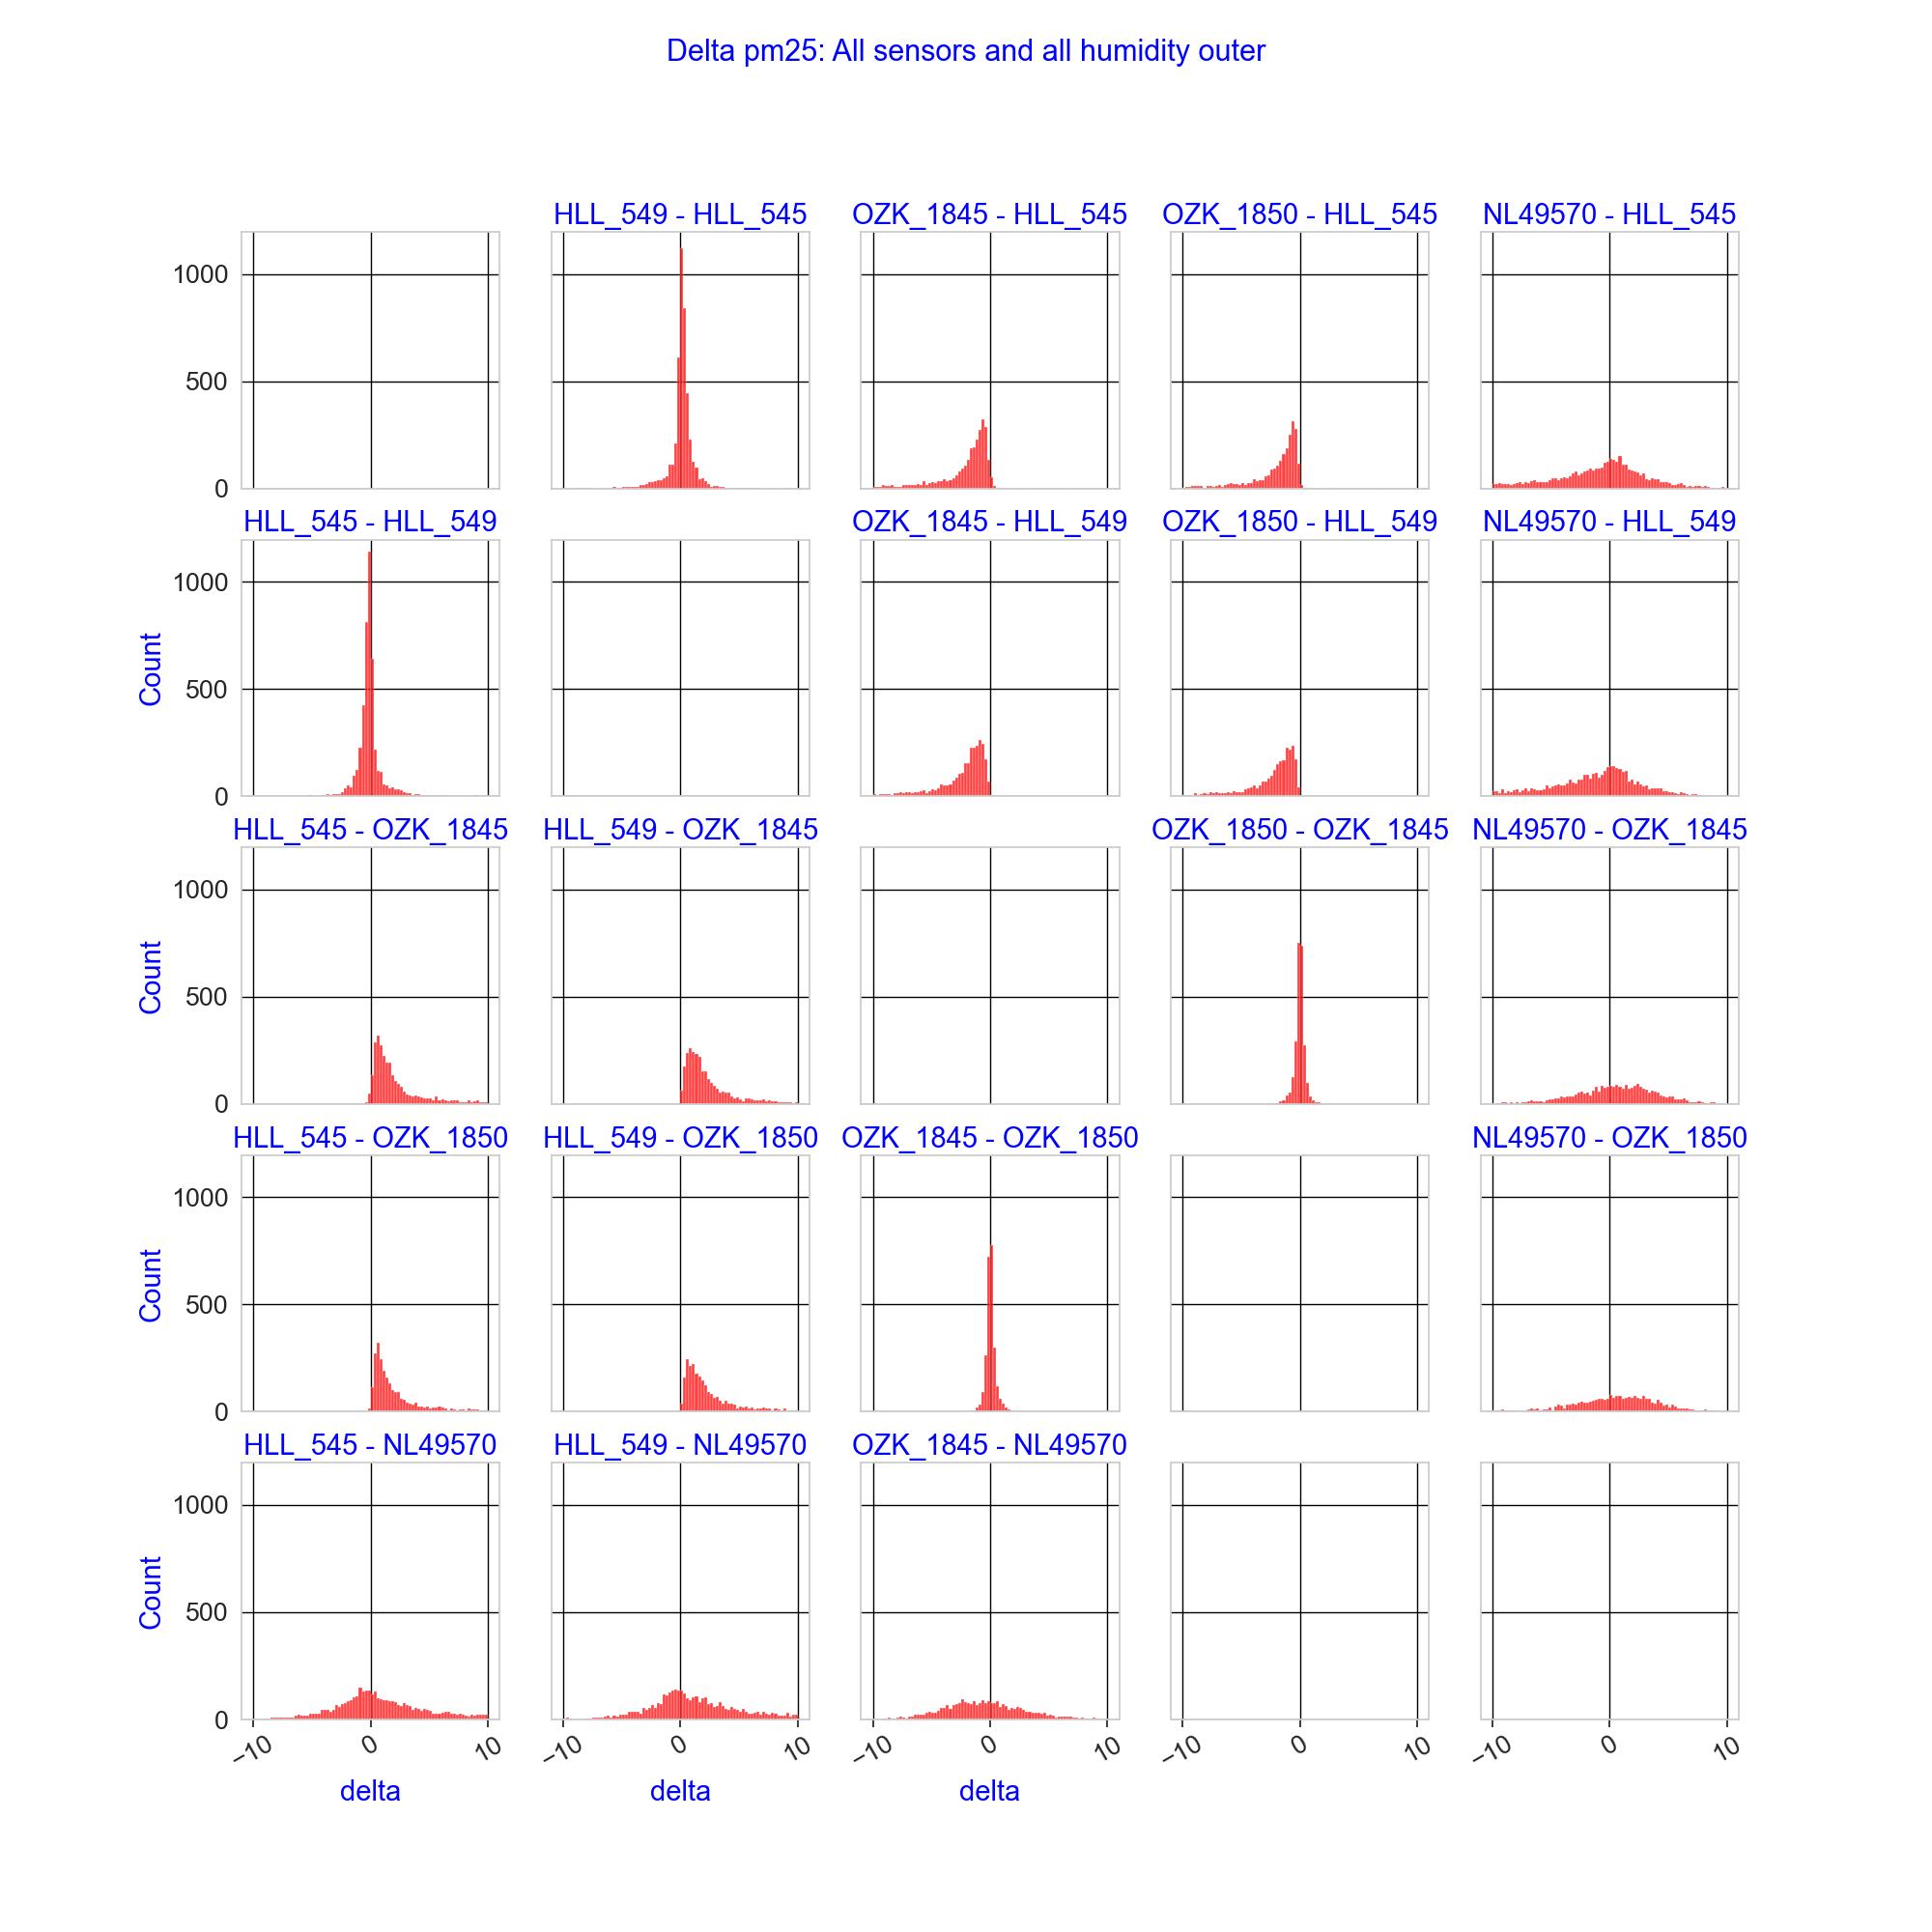 Delta pm25: All sensors and all humidity outer
HLL_549 - HLL_545
OZK_1845 - HLL_545
OZK_1850 - HLL_545
NL49570 - HLL_545
1000
500
0
HLL_545 - HLL_549
OZK_1845 - HLL_549
OZK_1850 - HLL_549
NL49570 - HLL_549
Count
1000
500
0
HLL_545 - OZK_1845
HLL_549 - OZK_1845
OZK_1850 - OZK_1845
NL49570 - OZK_1845
Count
1000
500
0
HLL_545 - OZK_1850
HLL_549 - OZK_1850
OZK_1845 - OZK_1850
NL49570 - OZK_1850
Count
1000
500
0
HLL_545 - NL49570
HLL_549 - NL49570
OZK_1845 - NL49570
Count
1000
500
0
−10 0 10
−10 0 10
−10 0 10
−10 0 10
−10 0 10
delta
delta
delta